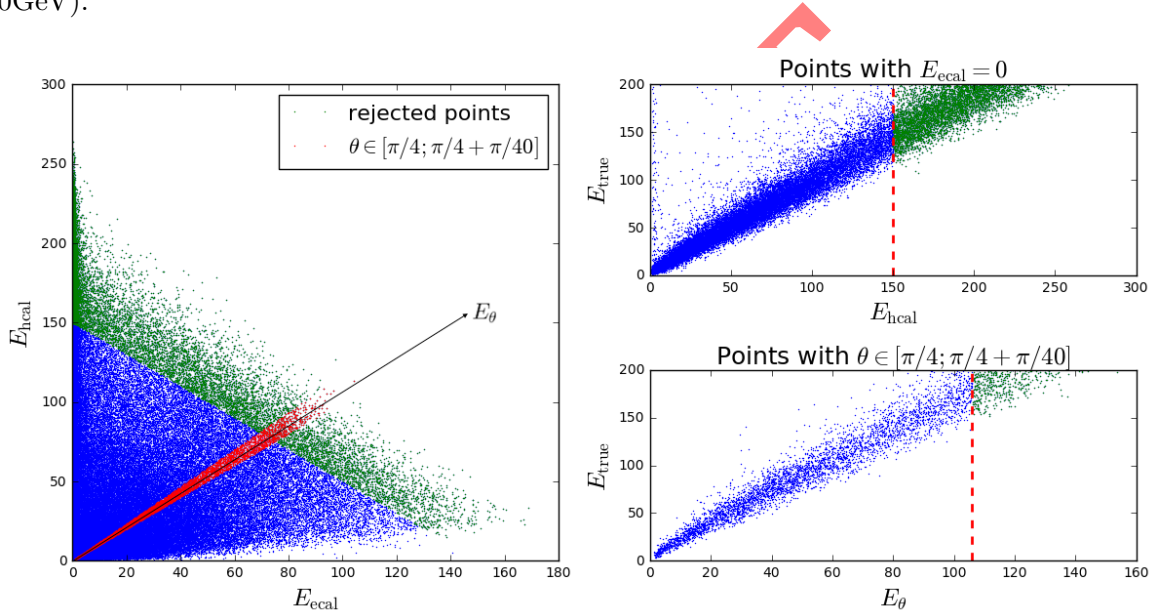 0GeV).
300
250
200
150
100
50
0
0 20 40 60 80 100 120 140 160 180
E_hcal
E_ecal
rejected points
θ ∈ [π/4; π/4 + π/40]
E_θ
Points with E_ecal = 0
200
150
100
50
0
0 50 100 150 200 250 300
E_true
E_hcal
Points with θ ∈ [π/4; π/4 + π/40]
200
150
100
50
0
0 20 40 60 80 100 120 140 160
E_true
E_θ